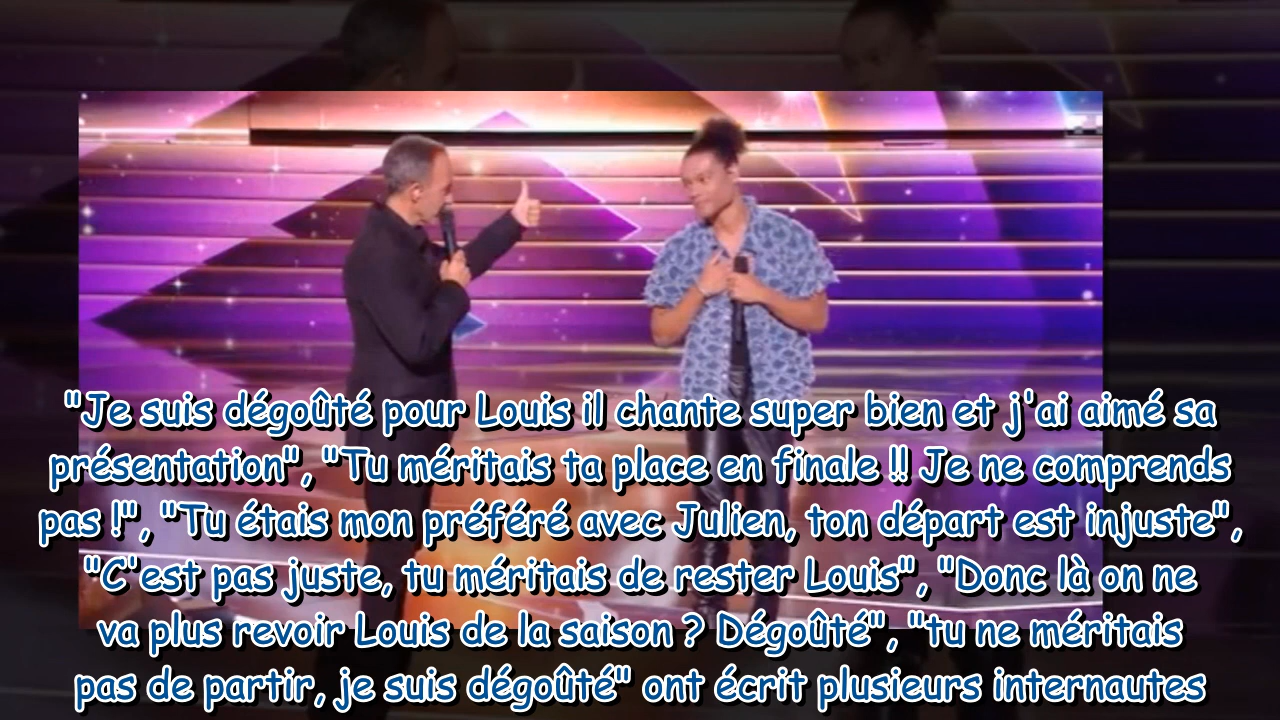 "Je suis dégoûté pour Louis il chante super bien et j'ai aimé sa
présentation", "Tu méritais ta place en finale !! Je ne comprends
pas !", "Tu étais mon préféré avec Julien, ton départ est injuste",
"C'est pas juste, tu méritais de rester Louis", "Donc là on ne
va plus revoir Louis de la saison ? Dégoûté", "tu ne méritais
pas de partir, je suis dégoûté" ont écrit plusieurs internautes